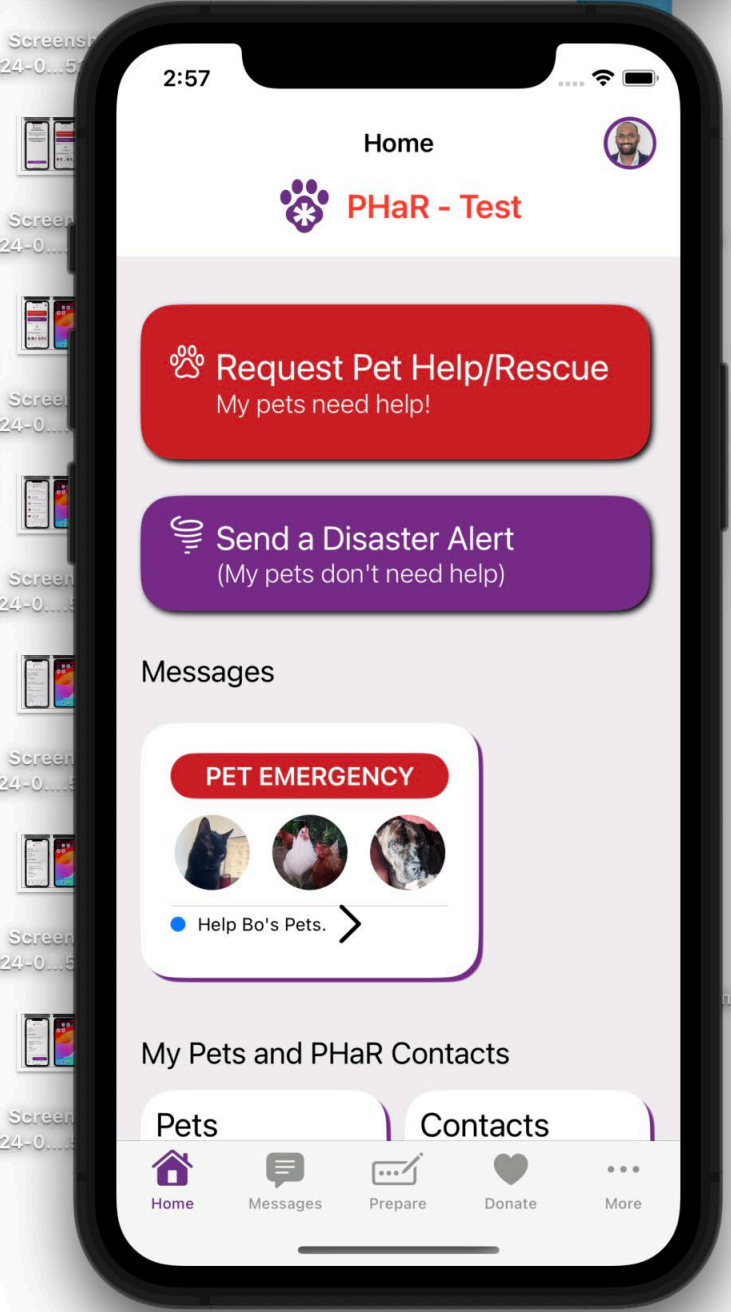 2:57
Home
PHaR - Test
Request Pet Help/Rescue
My pets need help!
Send a Disaster Alert
(My pets don't need help)
Messages
PET EMERGENCY
Help Bo's Pets.
My Pets and PHaR Contacts
Pets
Contacts
Home
Messages
Prepare
Donate
More